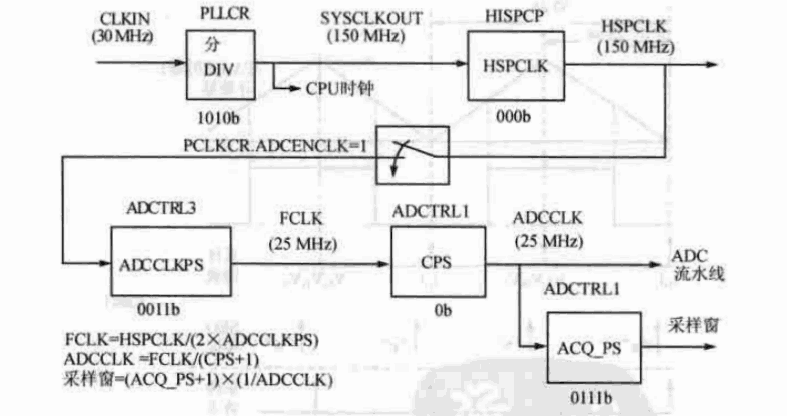 CLKIN
(30 MHz)
PLLCR
分
DIV
1010b
SYSCLKOUT
(150 MHz)
CPU时钟
HISPCP
HSPCLK
000b
HSPCLK
(150 MHz)
PCLKCR.ADCENCLK=1
ADCTRL3
ADCCLKPS
0011b
FCLK
(25 MHz)
ADCTRL1
CPS
0b
ADCCLK
(25 MHz)
ADC
流水线
ADCTRL1
ACQ_PS
0111b
采样窗
FCLK=HSPCLK/(2×ADCCLKPS)
ADCCLK =FCLK/(CPS+1)
采样窗=(ACQ_PS+1)×(1/ADCCLK)